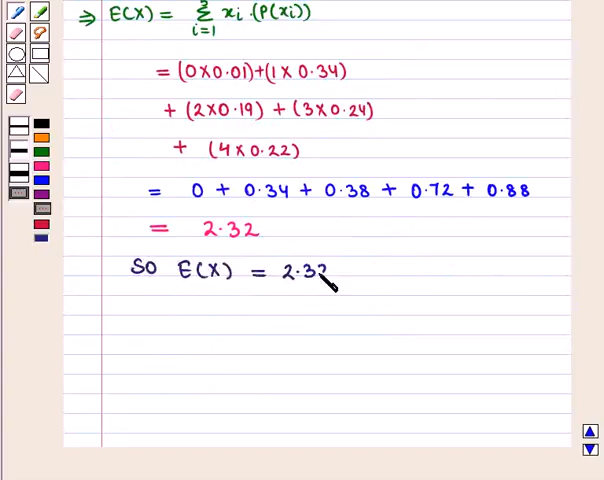 ⇒ E(X) = Σ xi · (P(xi))
i=1
= (0×0.01)+(1×0.34)
+ (2×0.19) + (3×0.24)
+ (4×0.22)
= 0 + 0.34 + 0.38 + 0.72 + 0.88
= 2.32
So E(X) = 2.32